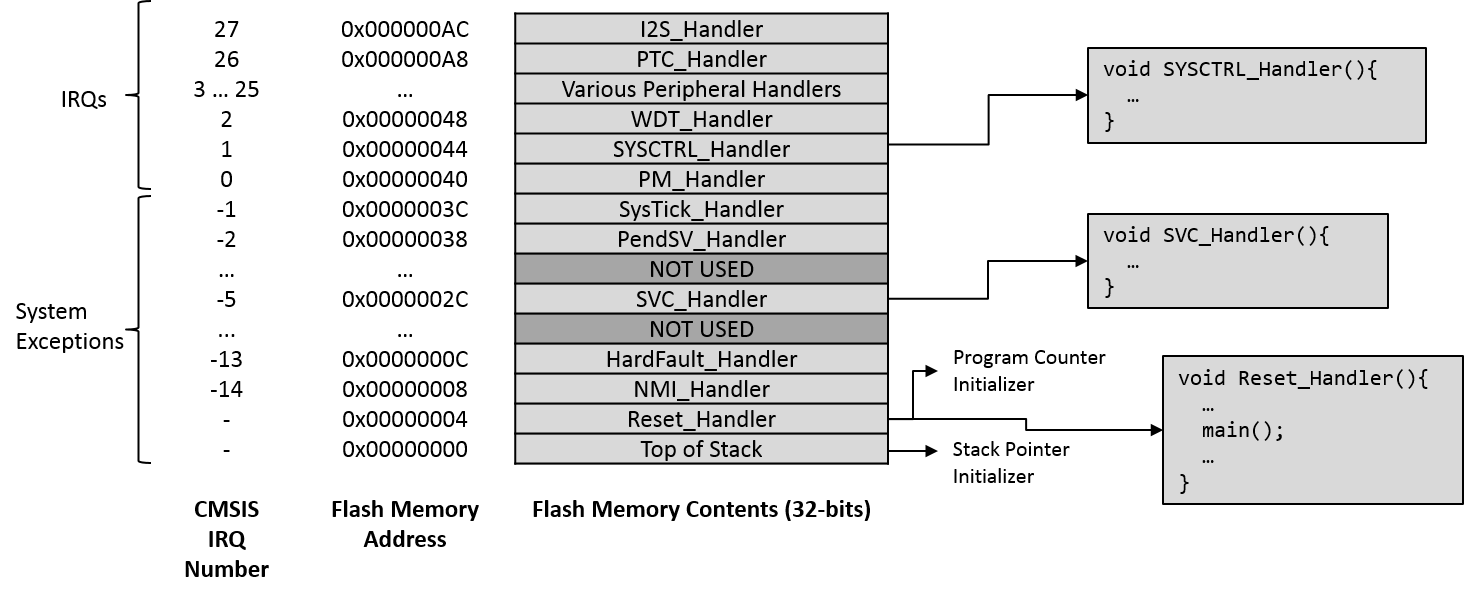 27 0x000000AC I2S_Handler
26 0x000000A8 PTC_Handler
3 ... 25 ... Various Peripheral Handlers
2 0x00000048 WDT_Handler
1 0x00000044 SYSCTRL_Handler
0 0x00000040 PM_Handler
-1 0x0000003C SysTick_Handler
-2 0x00000038 PendSV_Handler
... ... NOT USED
-5 0x0000002C SVC_Handler
... ... NOT USED
-13 0x0000000C HardFault_Handler
-14 0x00000008 NMI_Handler
- 0x00000004 Reset_Handler
- 0x00000000 Top of Stack
IRQs
System
Exceptions
CMSIS
IRQ
Number
Flash Memory
Address
Flash Memory Contents (32-bits)
void SYSCTRL_Handler(){
…
}
void SVC_Handler(){
…
}
Program Counter
Initializer
Stack Pointer
Initializer
void Reset_Handler(){
…
main();
…
}